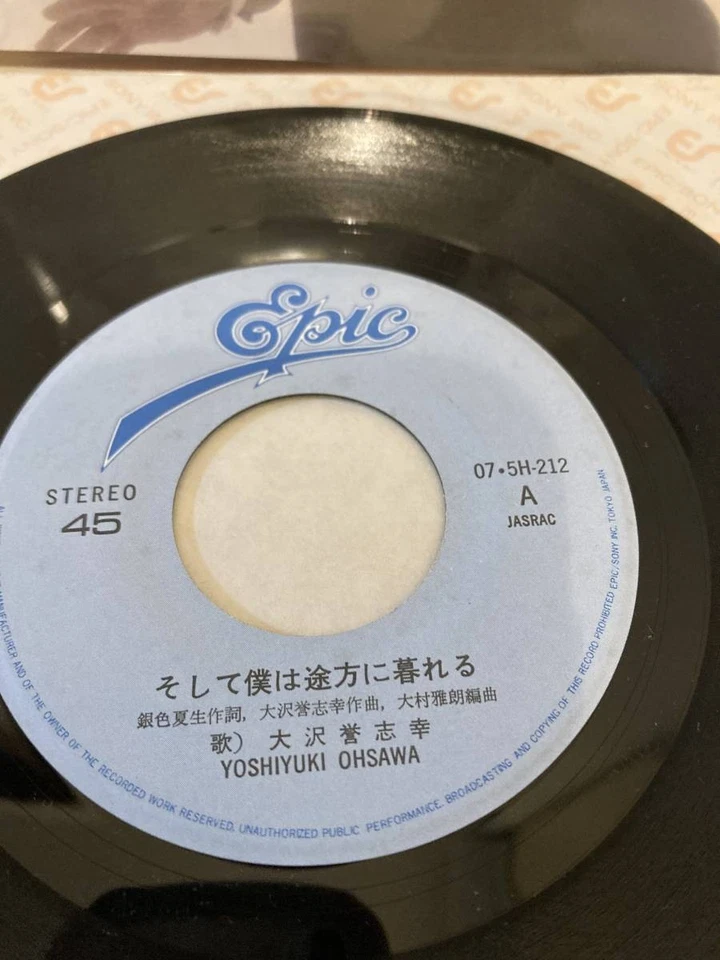 Epic
STEREO
45
07•5H-212
A
JASRAC
そして僕は途方に暮れる
銀色夏生作詞, 大沢誉志幸作曲, 大村雅朗編曲
歌) 大沢誉志幸
YOSHIYUKI OHSAWA
MANUFACTURER AND OF THE OWNER OF THE RECORDED WORK RESERVED. UNAUTHORIZED PUBLIC PERFORMANCE. BROADCASTING AND COPYING OF THIS RECORD PROHIBITED EPIC/SONY INC. TOKYO JAPAN